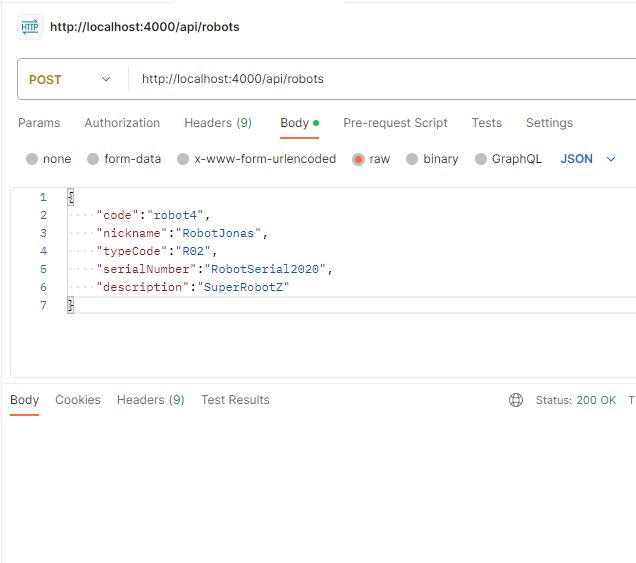 HTTP http://localhost:4000/api/robots
POST http://localhost:4000/api/robots
Params Authorization Headers (9) Body Pre-request Script Tests Settings
none form-data x-www-form-urlencoded raw binary GraphQL JSON
1 {
2 "code":"robot4",
3 "nickname":"RobotJonas",
4 "typeCode":"R02",
5 "serialNumber":"RobotSerial2020",
6 "description":"SuperRobotZ"
7 }
Body Cookies Headers (9) Test Results Status: 200 OK T